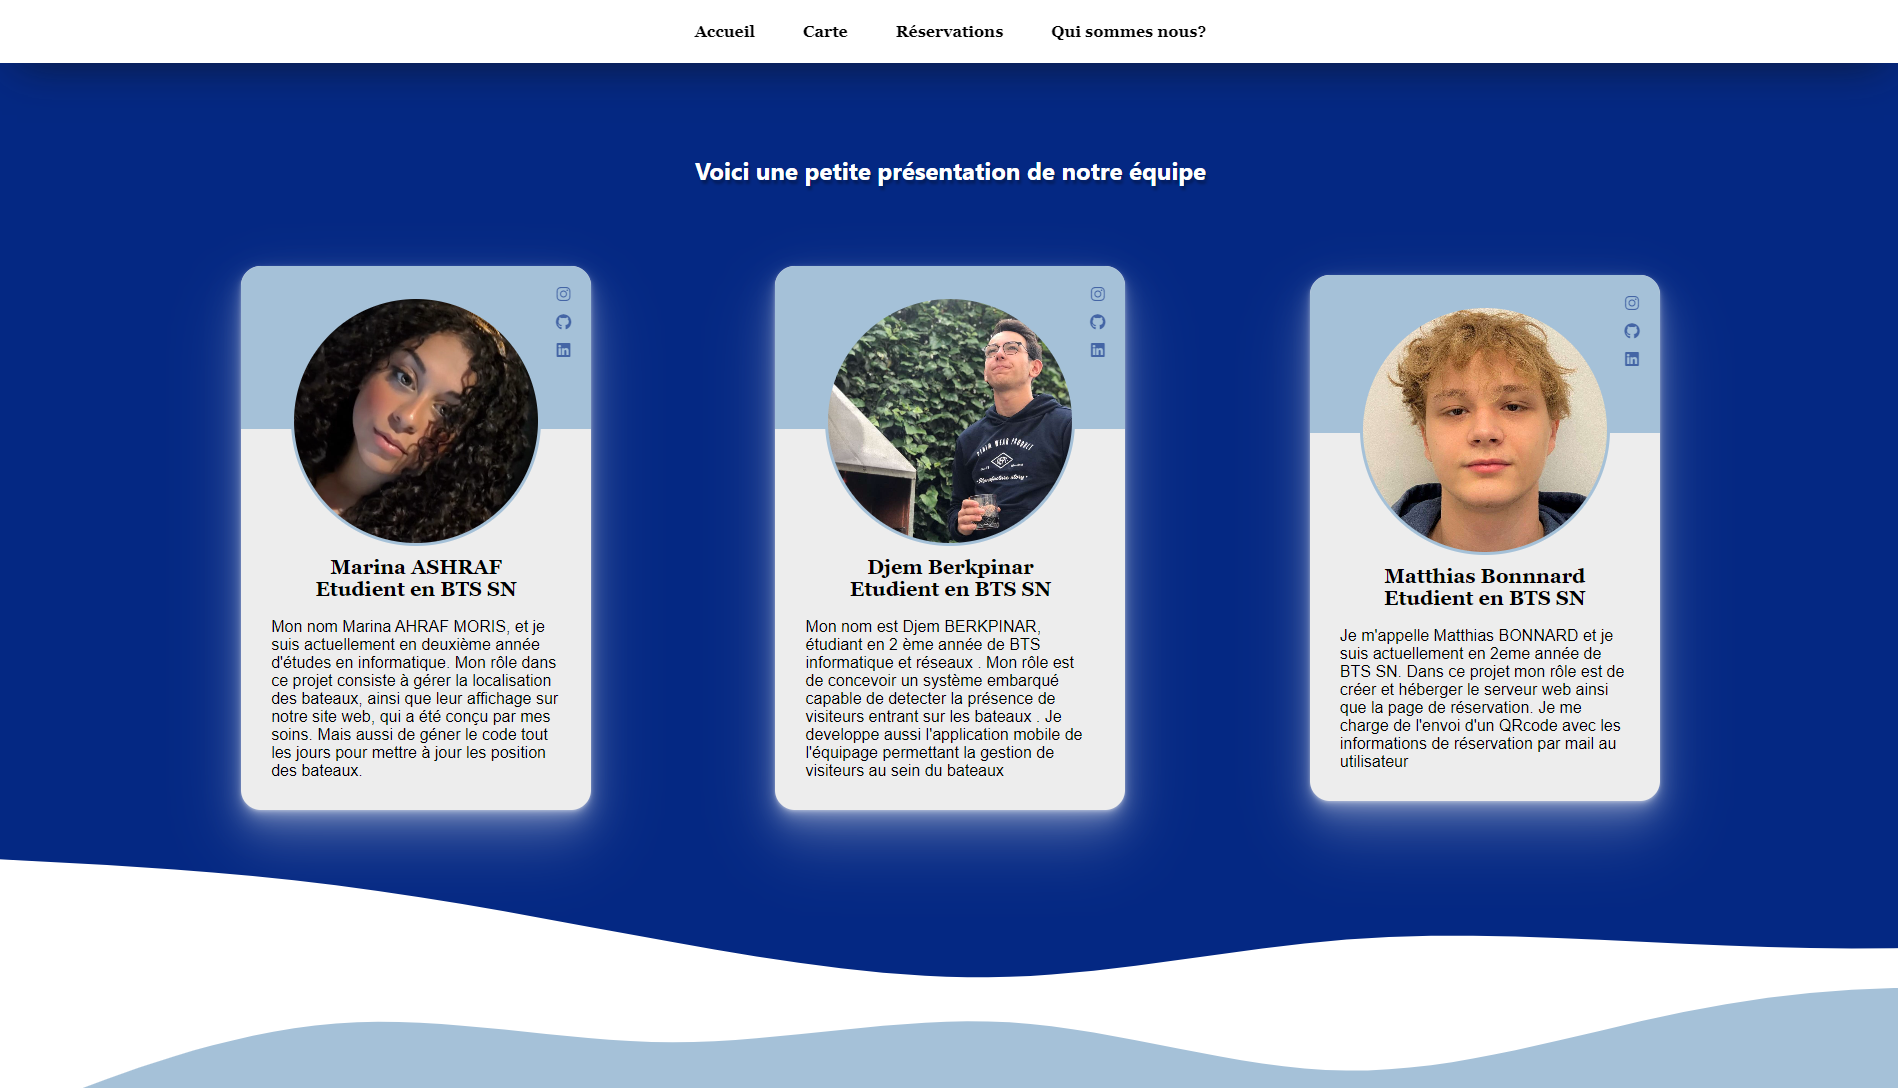 Accueil Carte Réservations Qui sommes nous?
Voici une petite présentation de notre équipe
Marina ASHRAF
Etudient en BTS SN
Mon nom Marina AHRAF MORIS, et je
suis actuellement en deuxième année
d'études en informatique. Mon rôle dans
ce projet consiste à gérer la localisation
des bateaux, ainsi que leur affichage sur
notre site web, qui a été conçu par mes
soins. Mais aussi de géner le code tout
les jours pour mettre à jour les position
des bateaux.
Djem Berkpinar
Etudient en BTS SN
Mon nom est Djem BERKPINAR,
étudiant en 2 ème année de BTS
informatique et réseaux . Mon rôle est
de concevoir un système embarqué
capable de detecter la présence de
visiteurs entrant sur les bateaux . Je
developpe aussi l'application mobile de
l'équipage permettant la gestion de
visiteurs au sein du bateaux
Matthias Bonnnard
Etudient en BTS SN
Je m'appelle Matthias BONNARD et je
suis actuellement en 2eme année de
BTS SN. Dans ce projet mon rôle est de
créer et héberger le serveur web ainsi
que la page de réservation. Je me
charge de l'envoi d'un QRcode avec les
informations de réservation par mail au
utilisateur